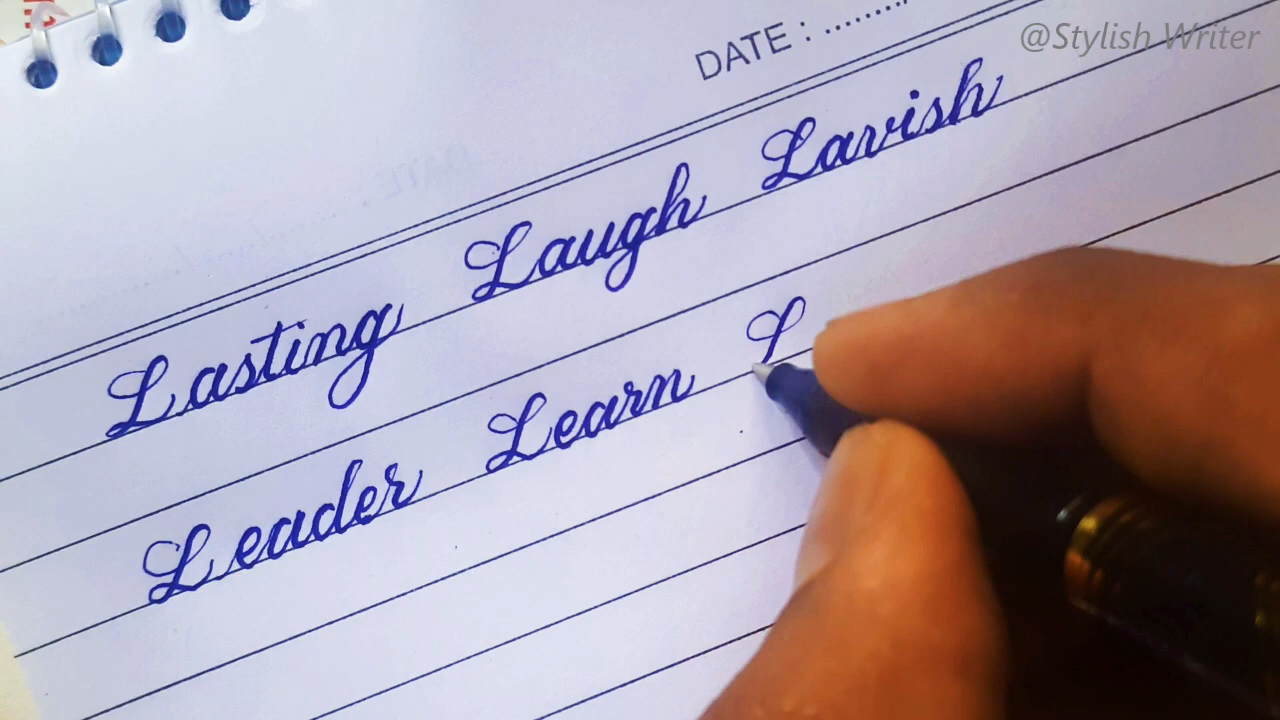 @Stylish Writer
DATE : ........
Lasting Laugh Lavish
Leader Learn L